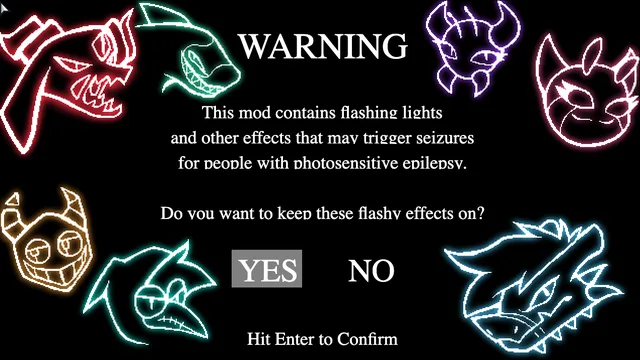 WARNING
This mod contains flashing lights
and other effects that may trigger seizures
for people with photosensitive epilepsy.
Do you want to keep these flashy effects on?
YES NO
Hit Enter to Confirm